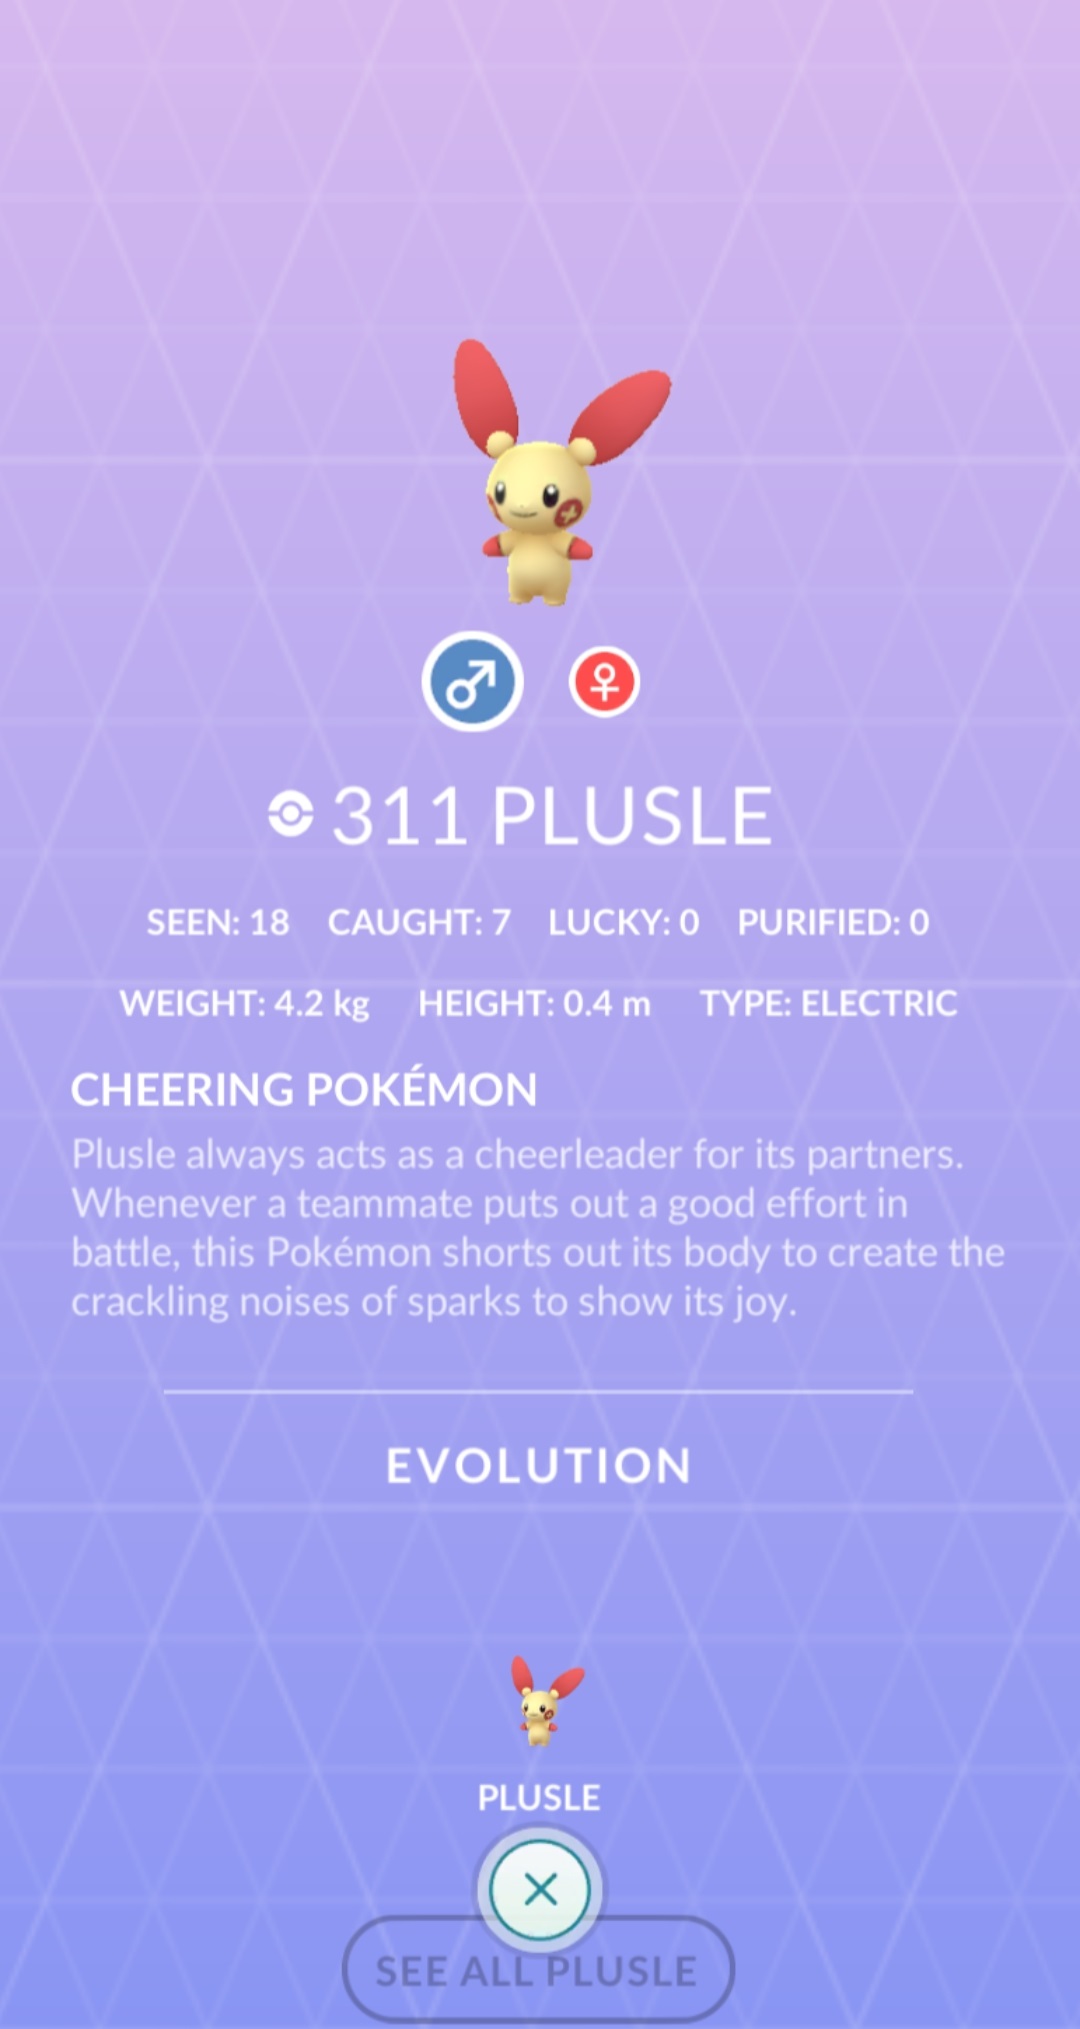 311 PLUSLE
SEEN: 18 CAUGHT: 7 LUCKY: 0 PURIFIED: 0
WEIGHT: 4.2 kg HEIGHT: 0.4 m TYPE: ELECTRIC
CHEERING POKÉMON
Plusle always acts as a cheerleader for its partners.
Whenever a teammate puts out a good effort in
battle, this Pokémon shorts out its body to create the
crackling noises of sparks to show its joy.
EVOLUTION
PLUSLE
SEE ALL PLUSLE